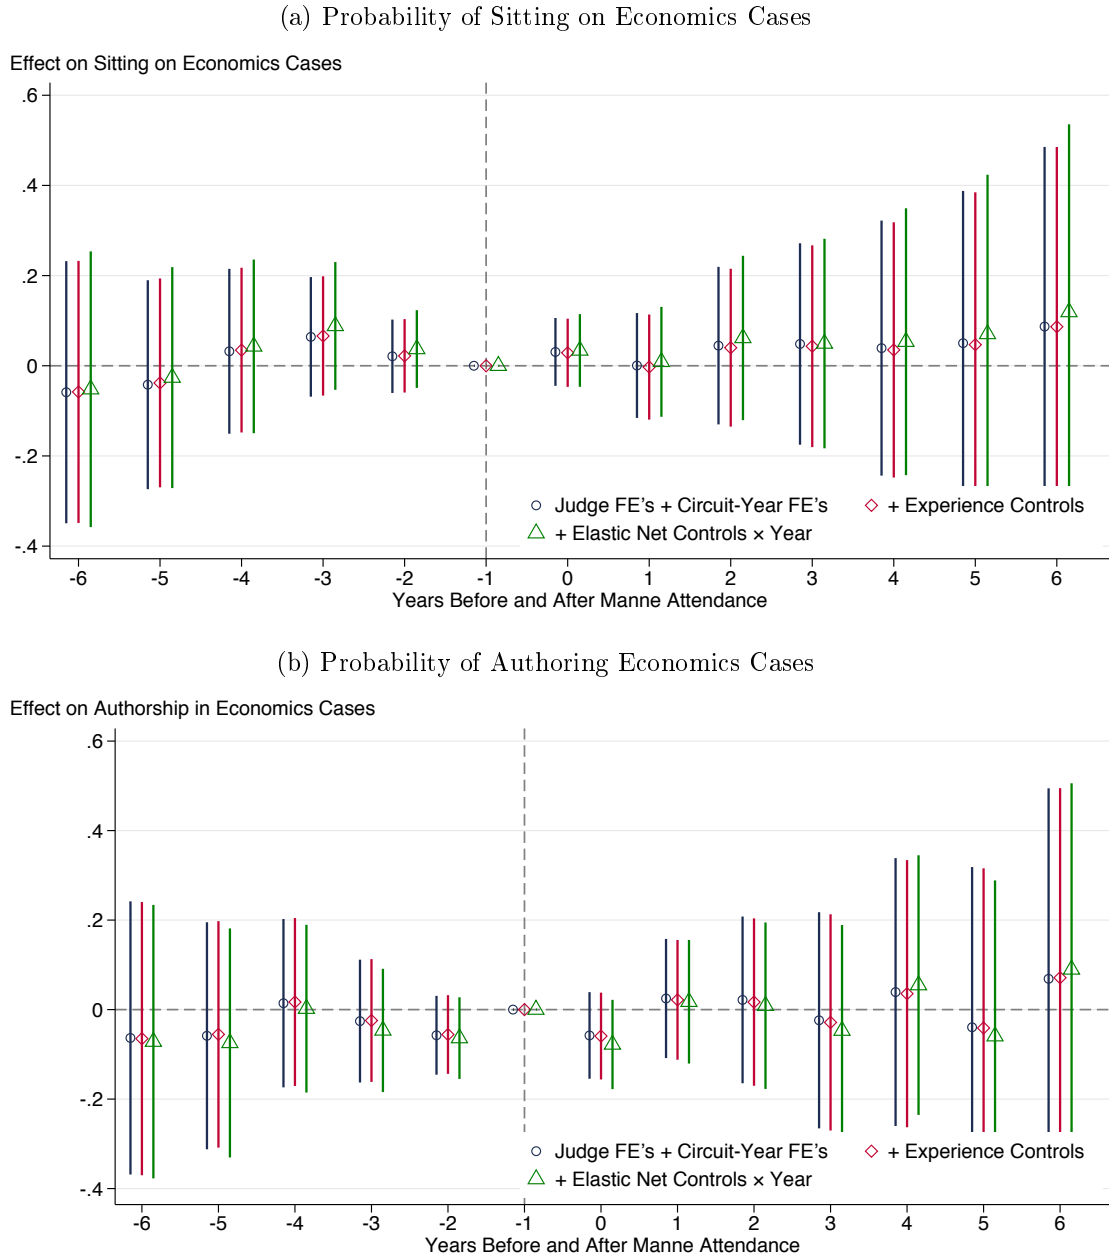 (a) Probability of Sitting on Economics Cases
Effect on Sitting on Economics Cases
.6
.4
.2
0
-.2
-.4
Judge FE's + Circuit-Year FE's
+ Experience Controls
+ Elastic Net Controls × Year
-6 -5 -4 -3 -2 -1 0 1 2 3 4 5 6
Years Before and After Manne Attendance
(b) Probability of Authoring Economics Cases
Effect on Authorship in Economics Cases
.6
.4
.2
0
-.2
-.4
Judge FE's + Circuit-Year FE's
+ Experience Controls
+ Elastic Net Controls × Year
-6 -5 -4 -3 -2 -1 0 1 2 3 4 5 6
Years Before and After Manne Attendance